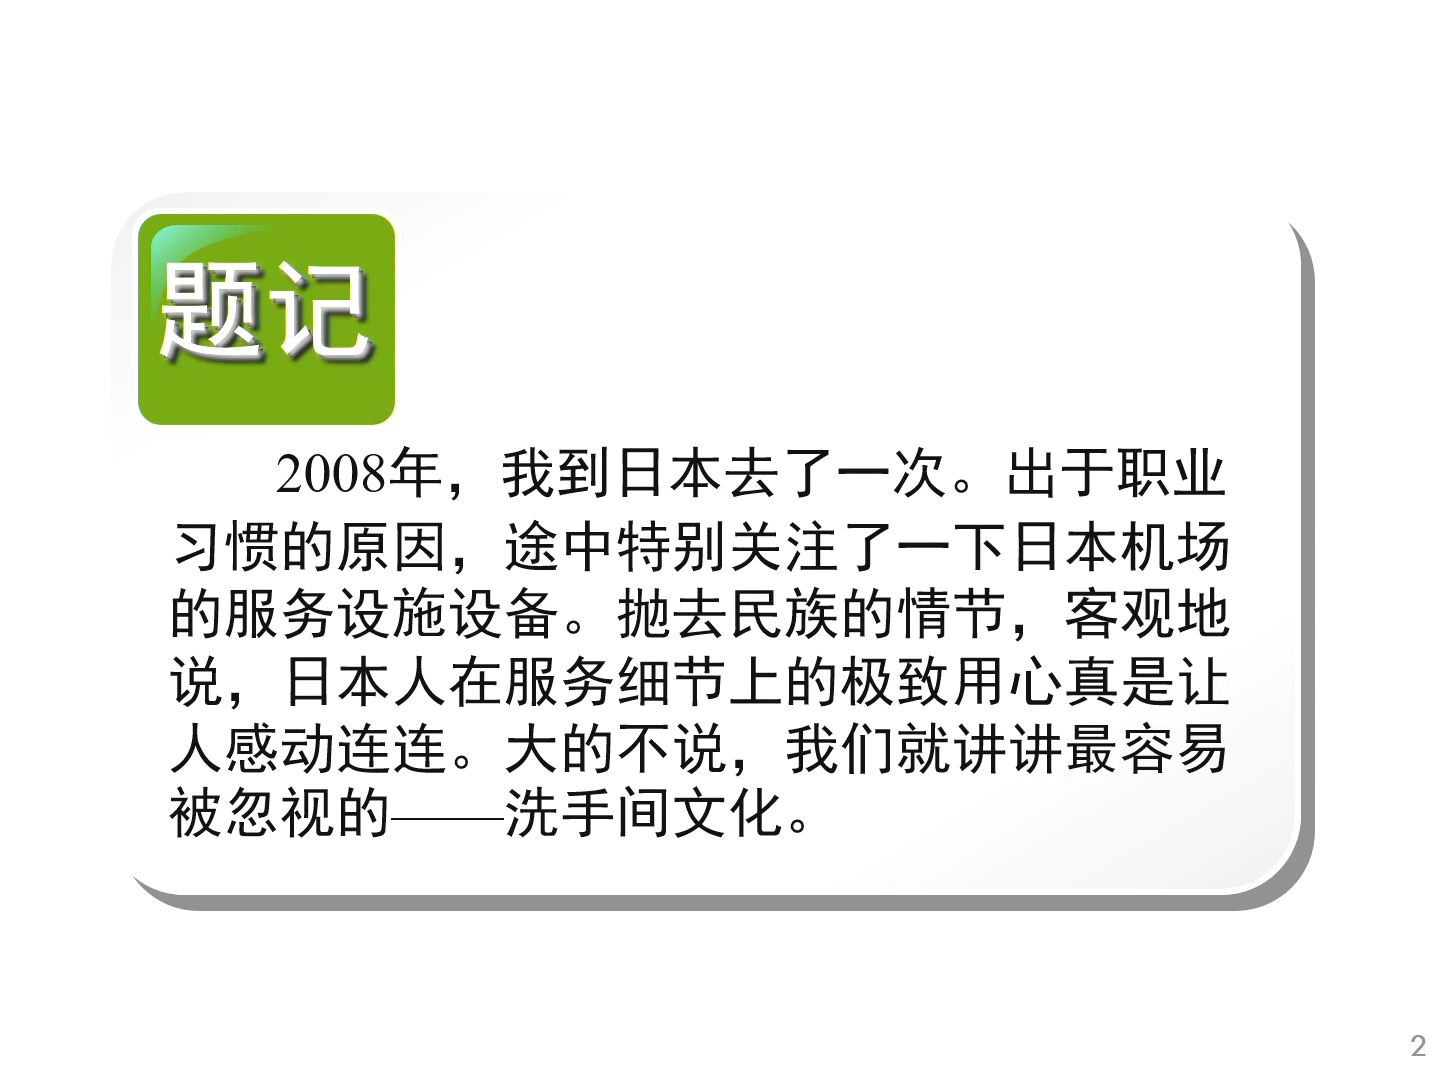 题记
2008年，我到日本去了一次。出于职业
习惯的原因，途中特别关注了一下日本机场
的服务设施设备。抛去民族的情节，客观地
说，日本人在服务细节上的极致用心真是让
人感动连连。大的不说，我们就讲讲最容易
被忽视的——洗手间文化。
2